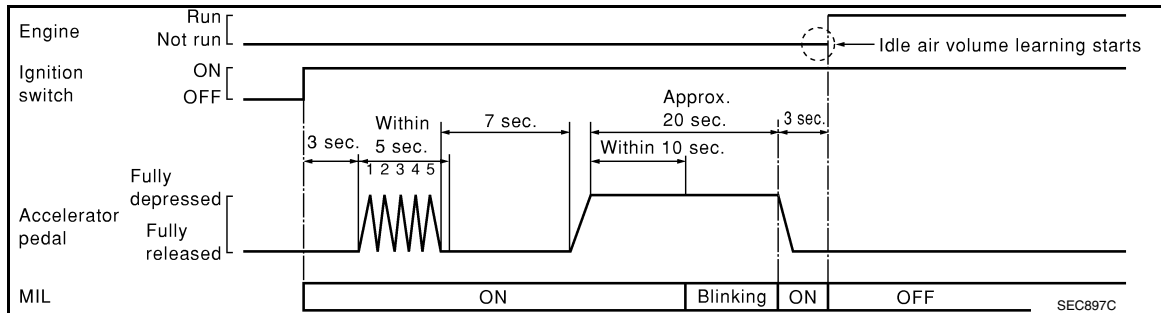 Engine
Run
Not run
Idle air volume learning starts
Ignition
switch
ON
OFF
3 sec.
Within
5 sec.
1 2 3 4 5
7 sec.
Approx.
20 sec.
Within 10 sec.
3 sec.
Accelerator
pedal
Fully
depressed
Fully
released
MIL
ON
Blinking
ON
OFF
SEC897C